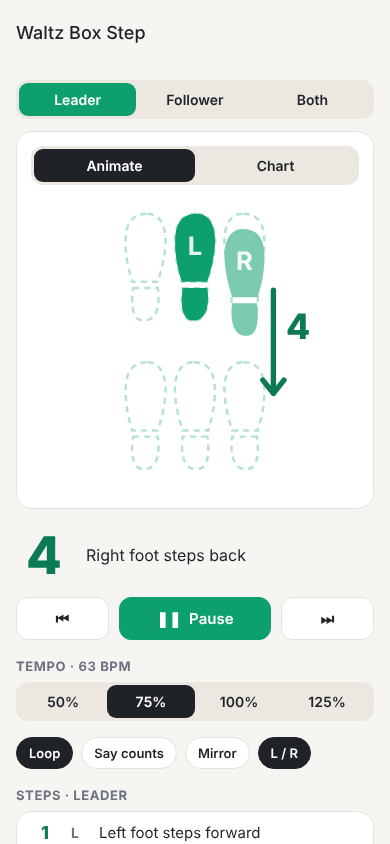 Waltz Box Step
Leader Follower Both
Animate Chart
L R
4
4 Right foot steps back
⏮ ❚❚ Pause ⏭
TEMPO · 63 BPM
50% 75% 100% 125%
Loop Say counts Mirror L / R
STEPS · LEADER
1 L Left foot steps forward